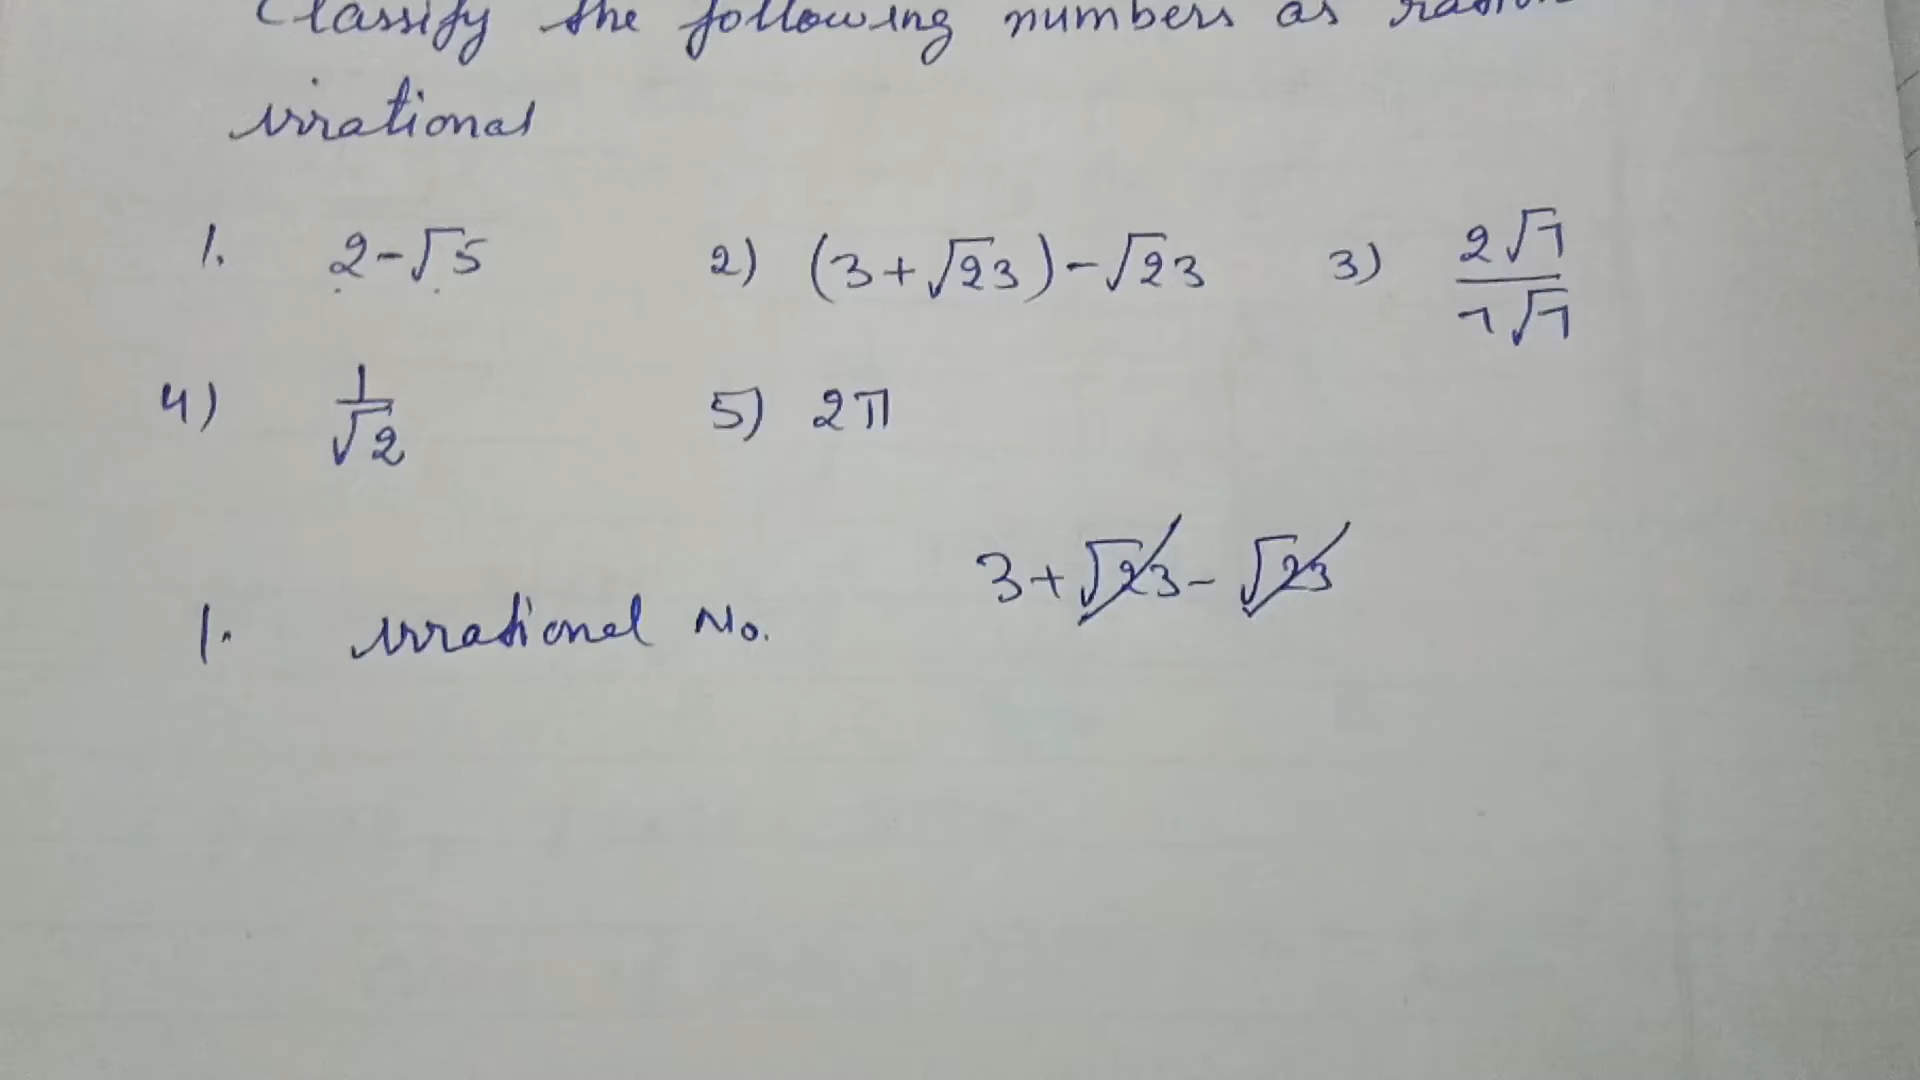 Classify the following numbers as
irrational
1. 2-√5 2) (3+√23)-√23 3) 2√7/7√7
4) 1/√2 5) 2π
3+√23-√23
1. irrational No.